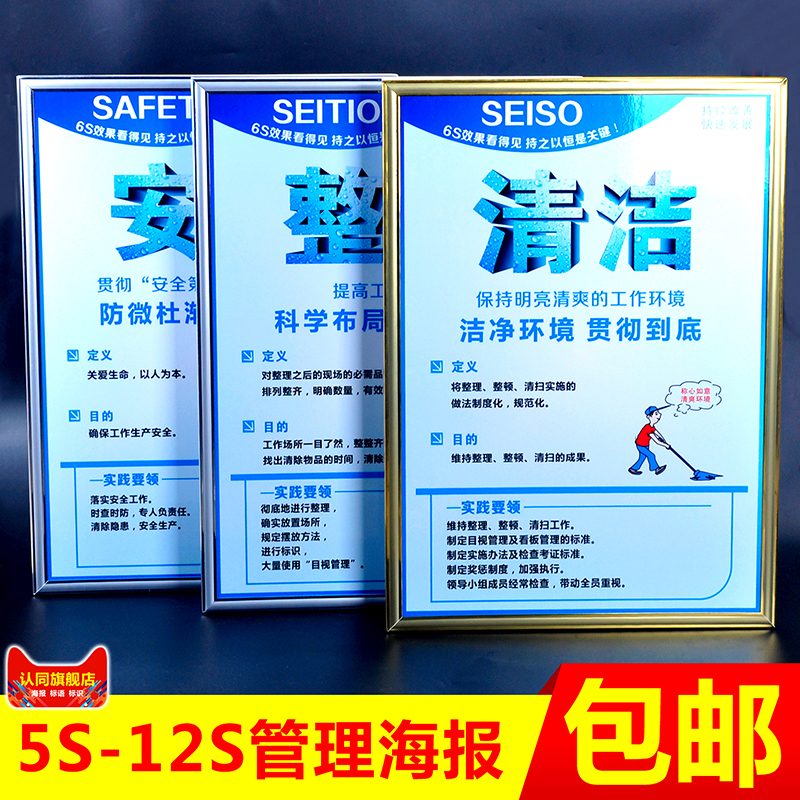 SAFET
6S效果看得见 持之以恒
安
贯彻“安全第
防微杜渐
定义
关爱生命，以人为本。
目的
确保工作生产安全。
实践要领
落实安全工作。
时查时防，专人负责任。
清除隐患，安全生产。
SEITIO
6S效果看得见 持之以恒
整
提高工
科学布局
定义
对整理之后的现场的必需品
排列整齐，明确数量，有效
目的
工作场所一目了然，整整齐
找出清除物品的时间，清除
实践要领
彻底地进行整理，
确实放置场所，
规定摆放方法，
进行标识，
大量使用“目视管理”。
SEISO
6S效果看得见 持之以恒是关键！
持续改善
快速发展
清洁
保持明亮清爽的工作环境
洁净环境 贯彻到底
定义
将整理、整顿、清扫实施的
做法制度化，规范化。
称心如意
清爽环境
目的
维持整理、整顿、清扫的成果。
实践要领
维持整理、整顿、清扫工作。
制定目视管理及看板管理的标准。
制定实施办法及检查考证标准。
制定奖惩制度，加强执行。
领导小组成员经常检查，带动全员重视。
认同旗舰店
海报 标语 标识
5S-12S管理海报
包邮